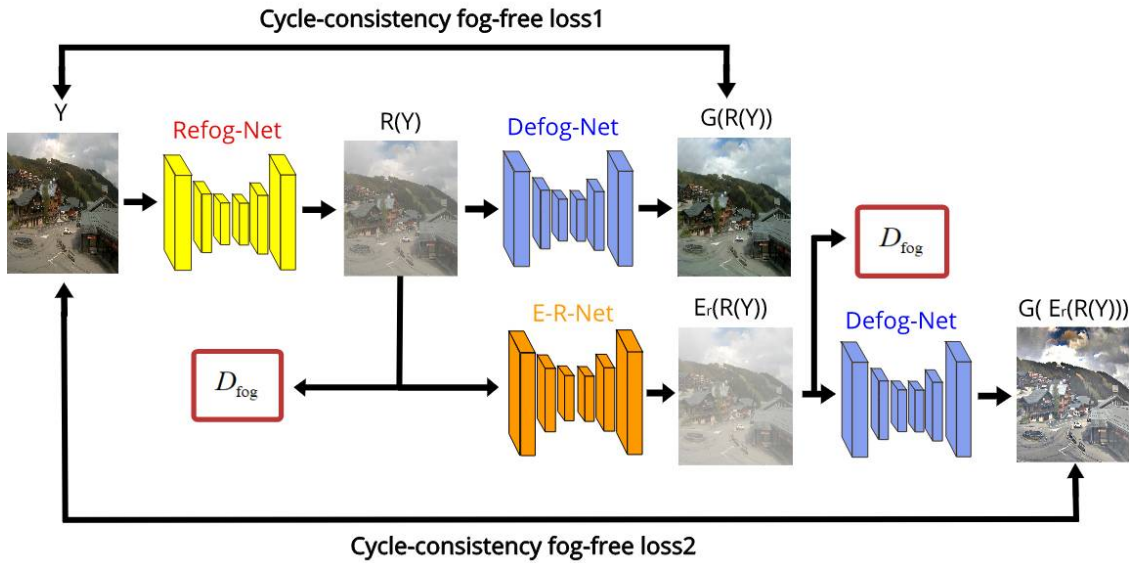 Cycle-consistency fog-free loss1
Y
Refog-Net
R(Y)
Defog-Net
G(R(Y))
D_fog
E-R-Net
Er(R(Y))
Defog-Net
G( Er(R(Y)))
D_fog
Cycle-consistency fog-free loss2